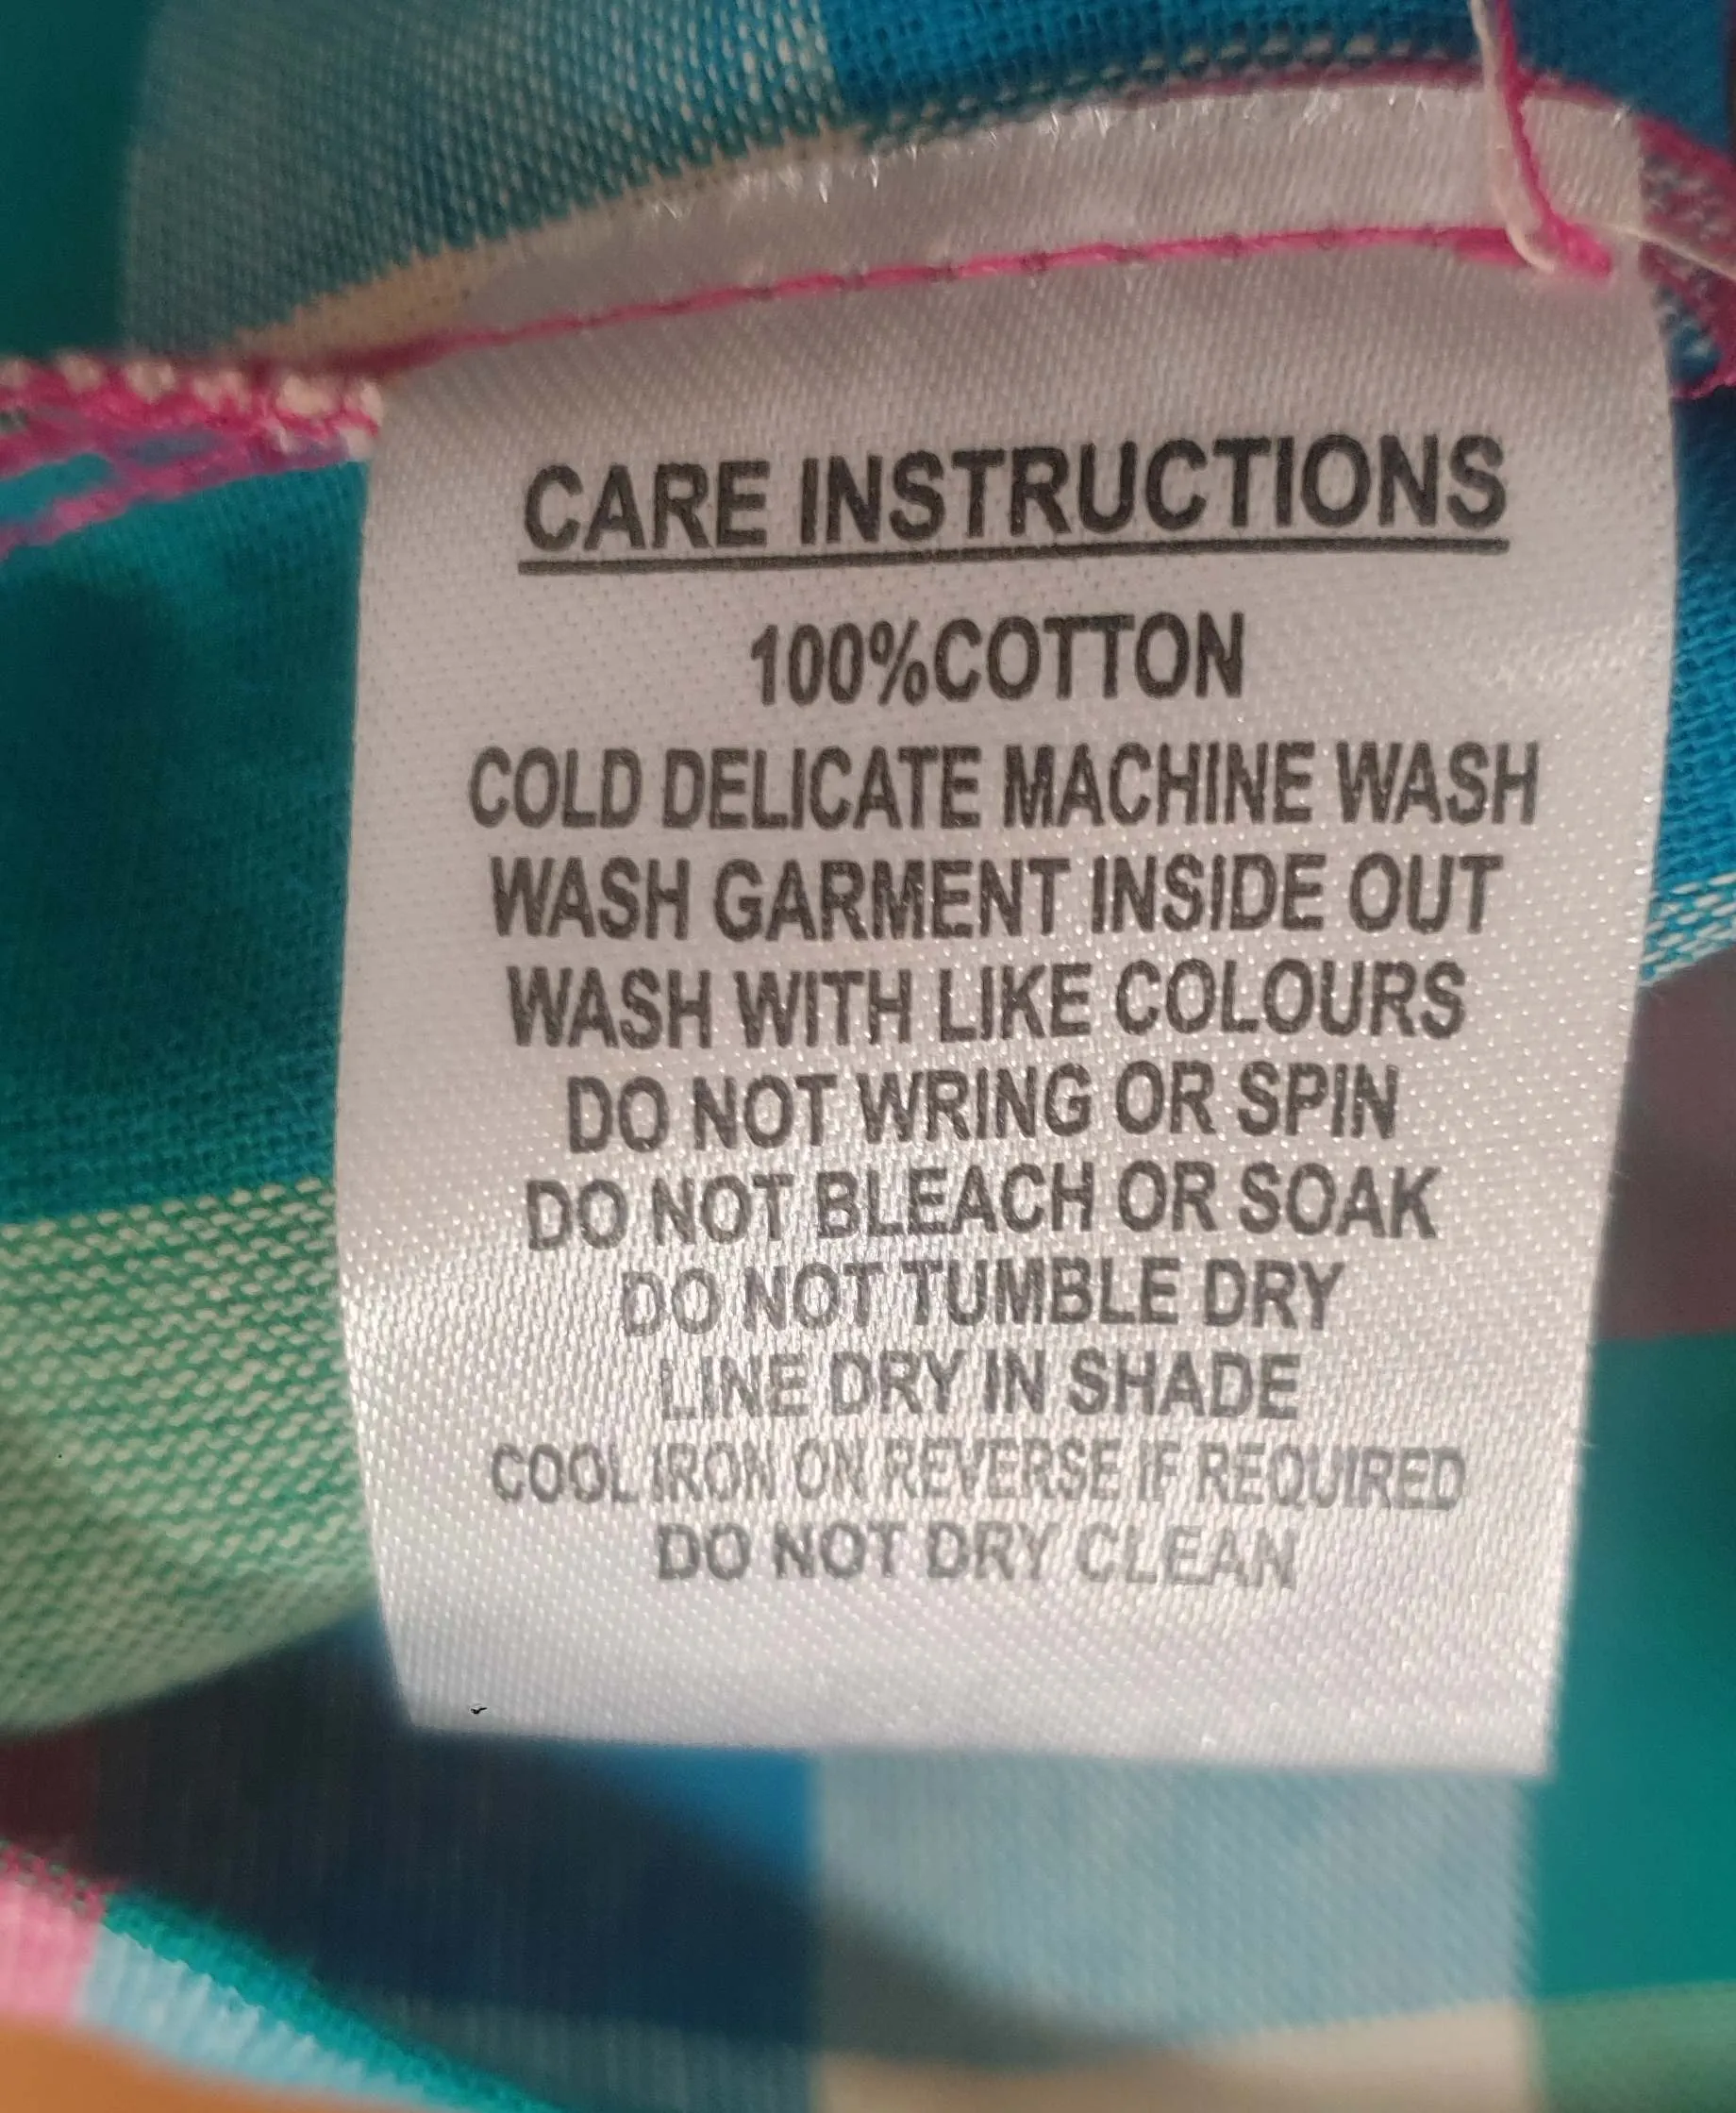 CARE INSTRUCTIONS
100%COTTON
COLD DELICATE MACHINE WASH
WASH GARMENT INSIDE OUT
WASH WITH LIKE COLOURS
DO NOT WRING OR SPIN
DO NOT BLEACH OR SOAK
DO NOT TUMBLE DRY
LINE DRY IN SHADE
COOL IRON ON REVERSE IF REQUIRED
DO NOT DRY CLEAN